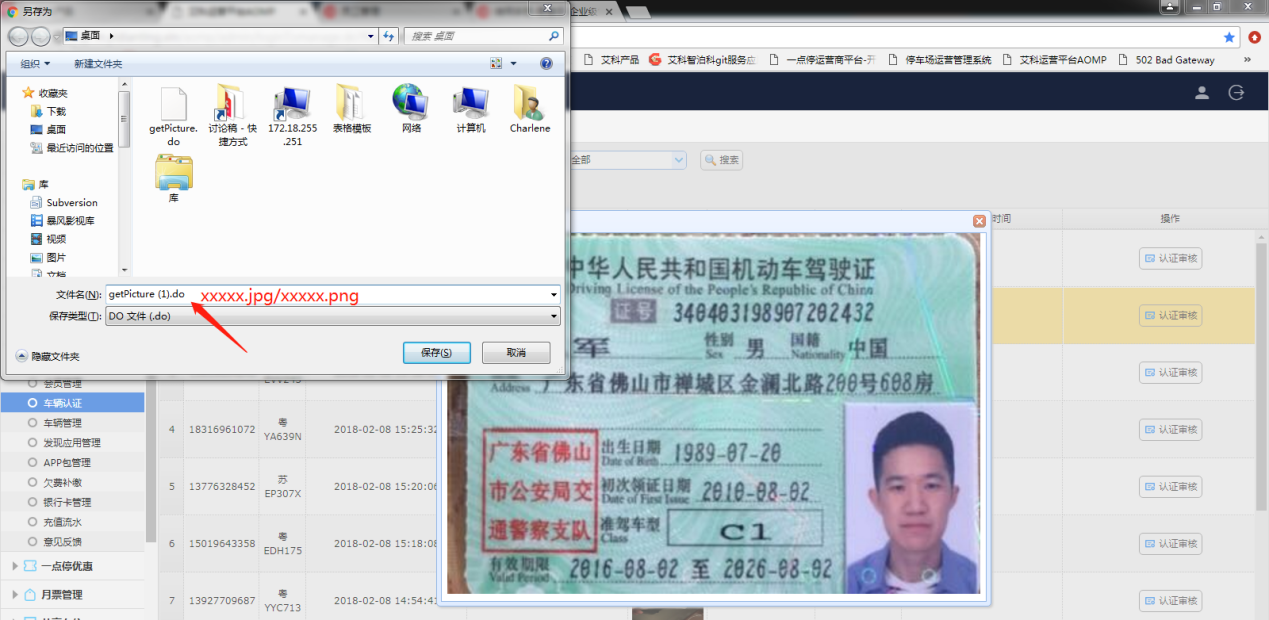 另存为
企业证
桌面
搜索 桌面
组织
新建文件夹
艾科产品
艾科智泊科git服务应
一点停运营商平台-开
停车场运营管理系统
艾科运营平台AOMP
502 Bad Gateway
»
收藏夹
下载
桌面
最近访问的位置
库
Subversion
暴风影视库
视频
图片
文档
getPicture.
do
讨论稿 - 快
捷方式
172.18.255
.251
表格模板
网络
计算机
Charlene
库
全部
搜索
文件名(N):
getPicture (1).do
xxxxx.jpg/xxxxx.png
保存类型(T):
DO 文件 (.do)
隐藏文件夹
保存(S)
取消
时间
操作
认证审核
认证审核
认证审核
认证审核
认证审核
认证审核
认证审核
中华人民共和国机动车驾驶证
Driving License of the People's Republic of China
证号 340403198907202432
军
性别
Sex
男
国籍
Nationality
中国
Address
广东省佛山市禅城区金澜北路200号608房
广东省佛山
市公安局交
通警察支队
出生日期
Date of Birth
1989-07-20
初次领证日期
Date of First Issue
2010-08-02
准驾车型
Class
C1
有效期限
Valid Period
2016-08-02 至 2026-08-02
会员管理
车辆认证
车辆管理
发现应用管理
APP包管理
欠费补缴
银行卡管理
充值流水
意见反馈
一点停优惠
月票管理
4
18316961072
粤
YA639N
2018-02-08 15:25:32
5
13776328452
苏
EP307X
2018-02-08 15:20:06
6
15019643358
粤
EDH175
2018-02-08 15:18:08
7
13927709687
粤
YYC713
2018-02-08 14:54:41